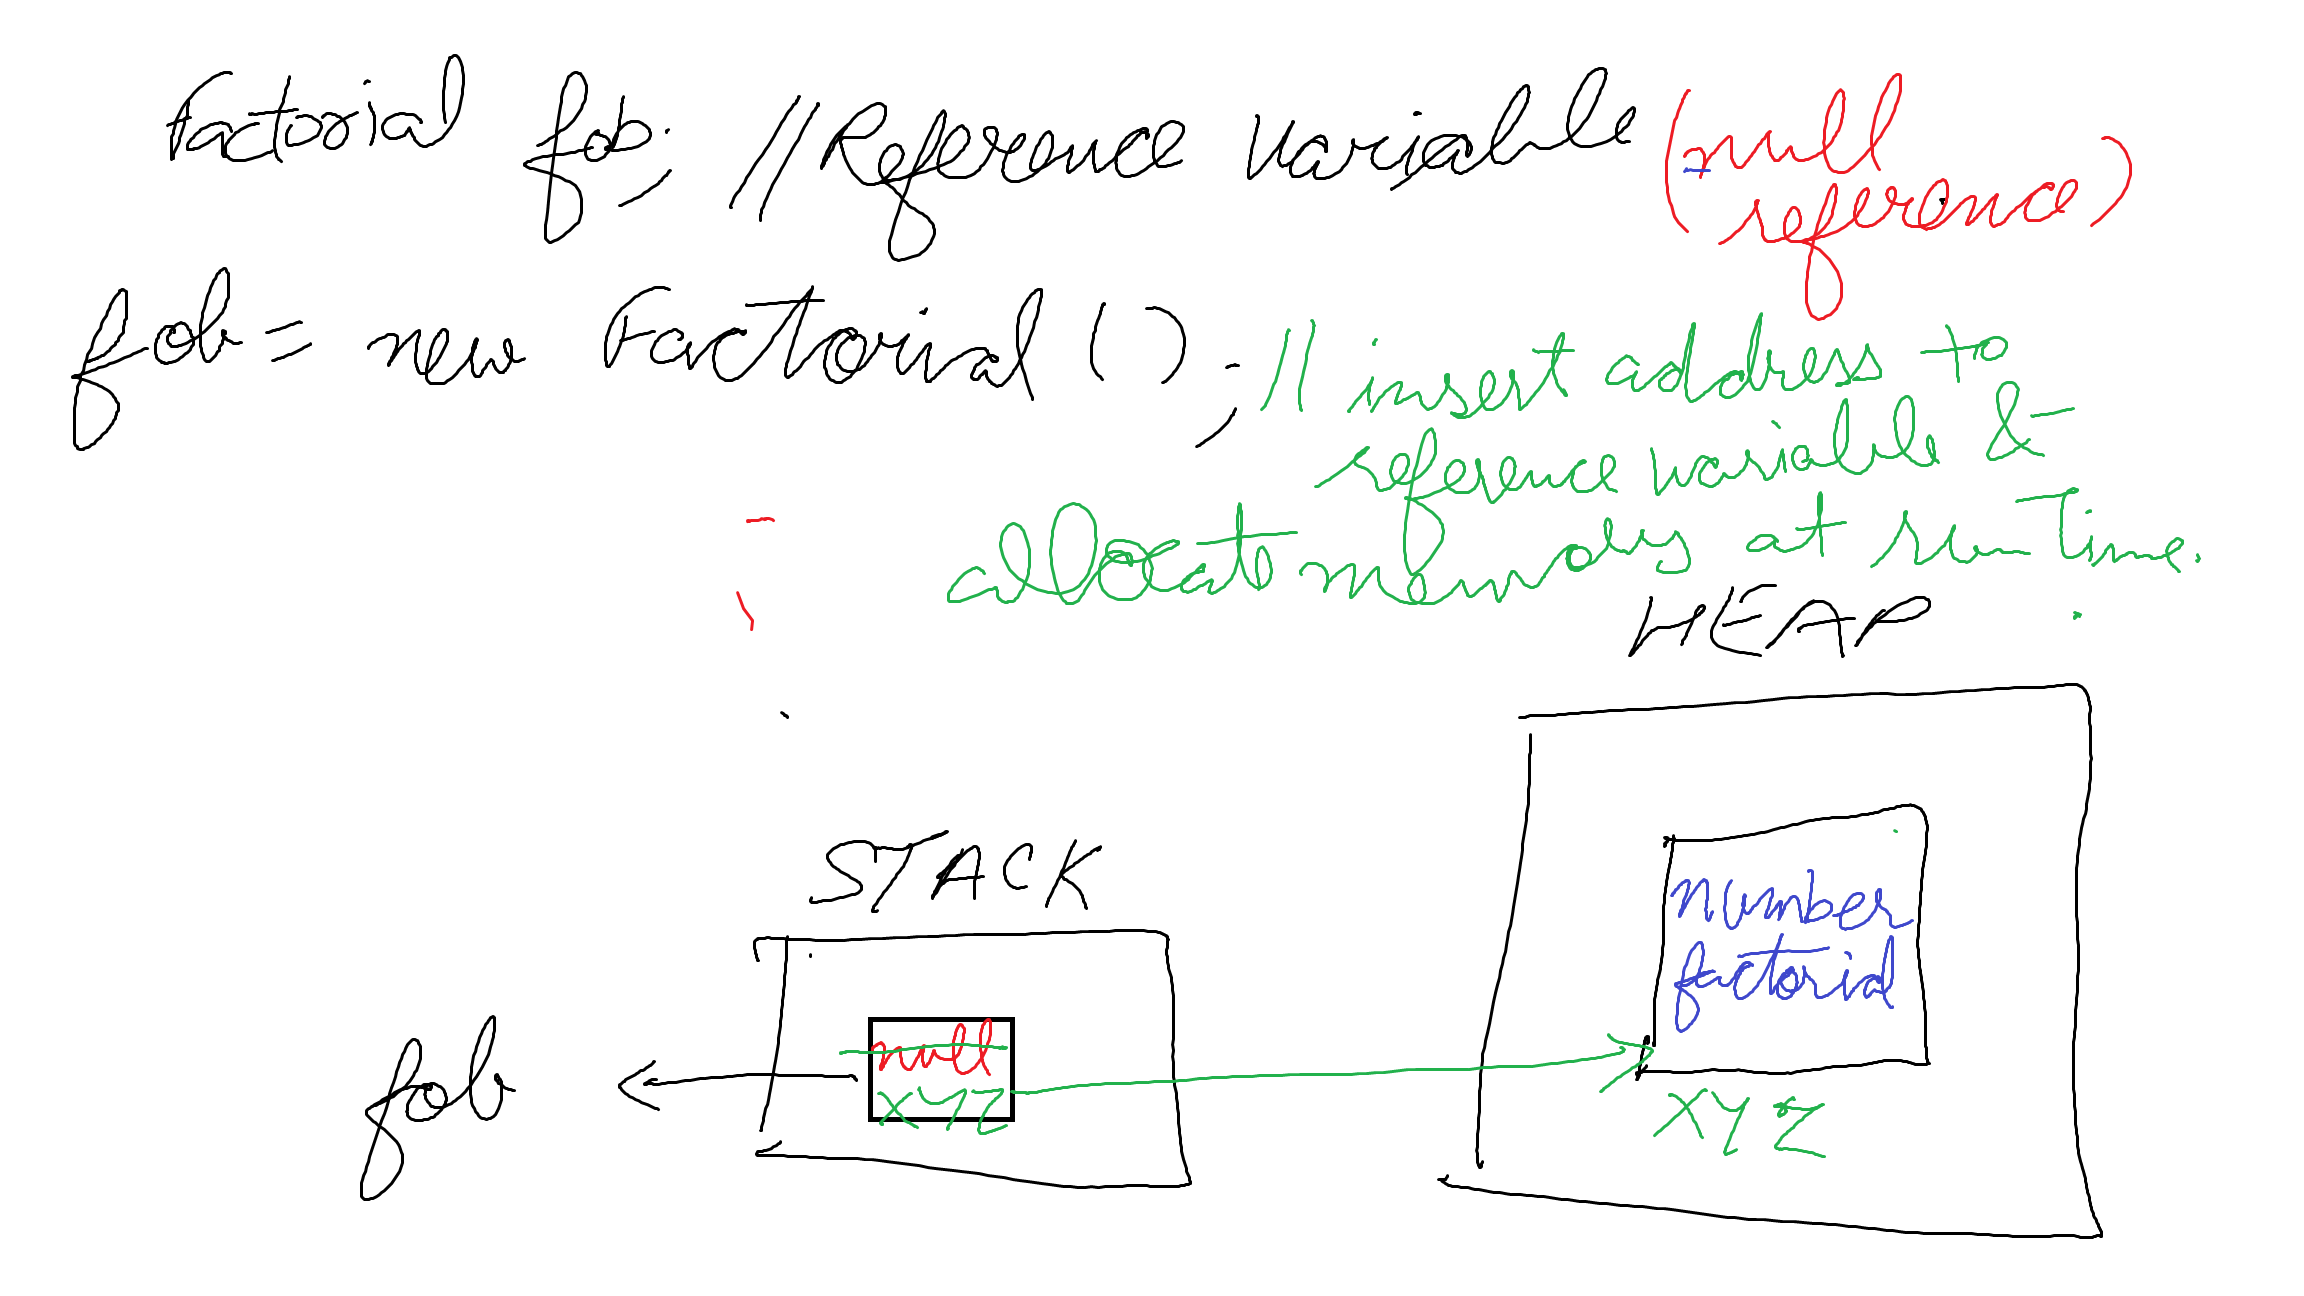 Factorial fob; //Reference Variable (null
reference)
fob = new Factorial (); // insert address to
reference variable &
allocate memory at run Time.
HEAP
STACK
number
factorial
null
fob
XYZ
XYZ